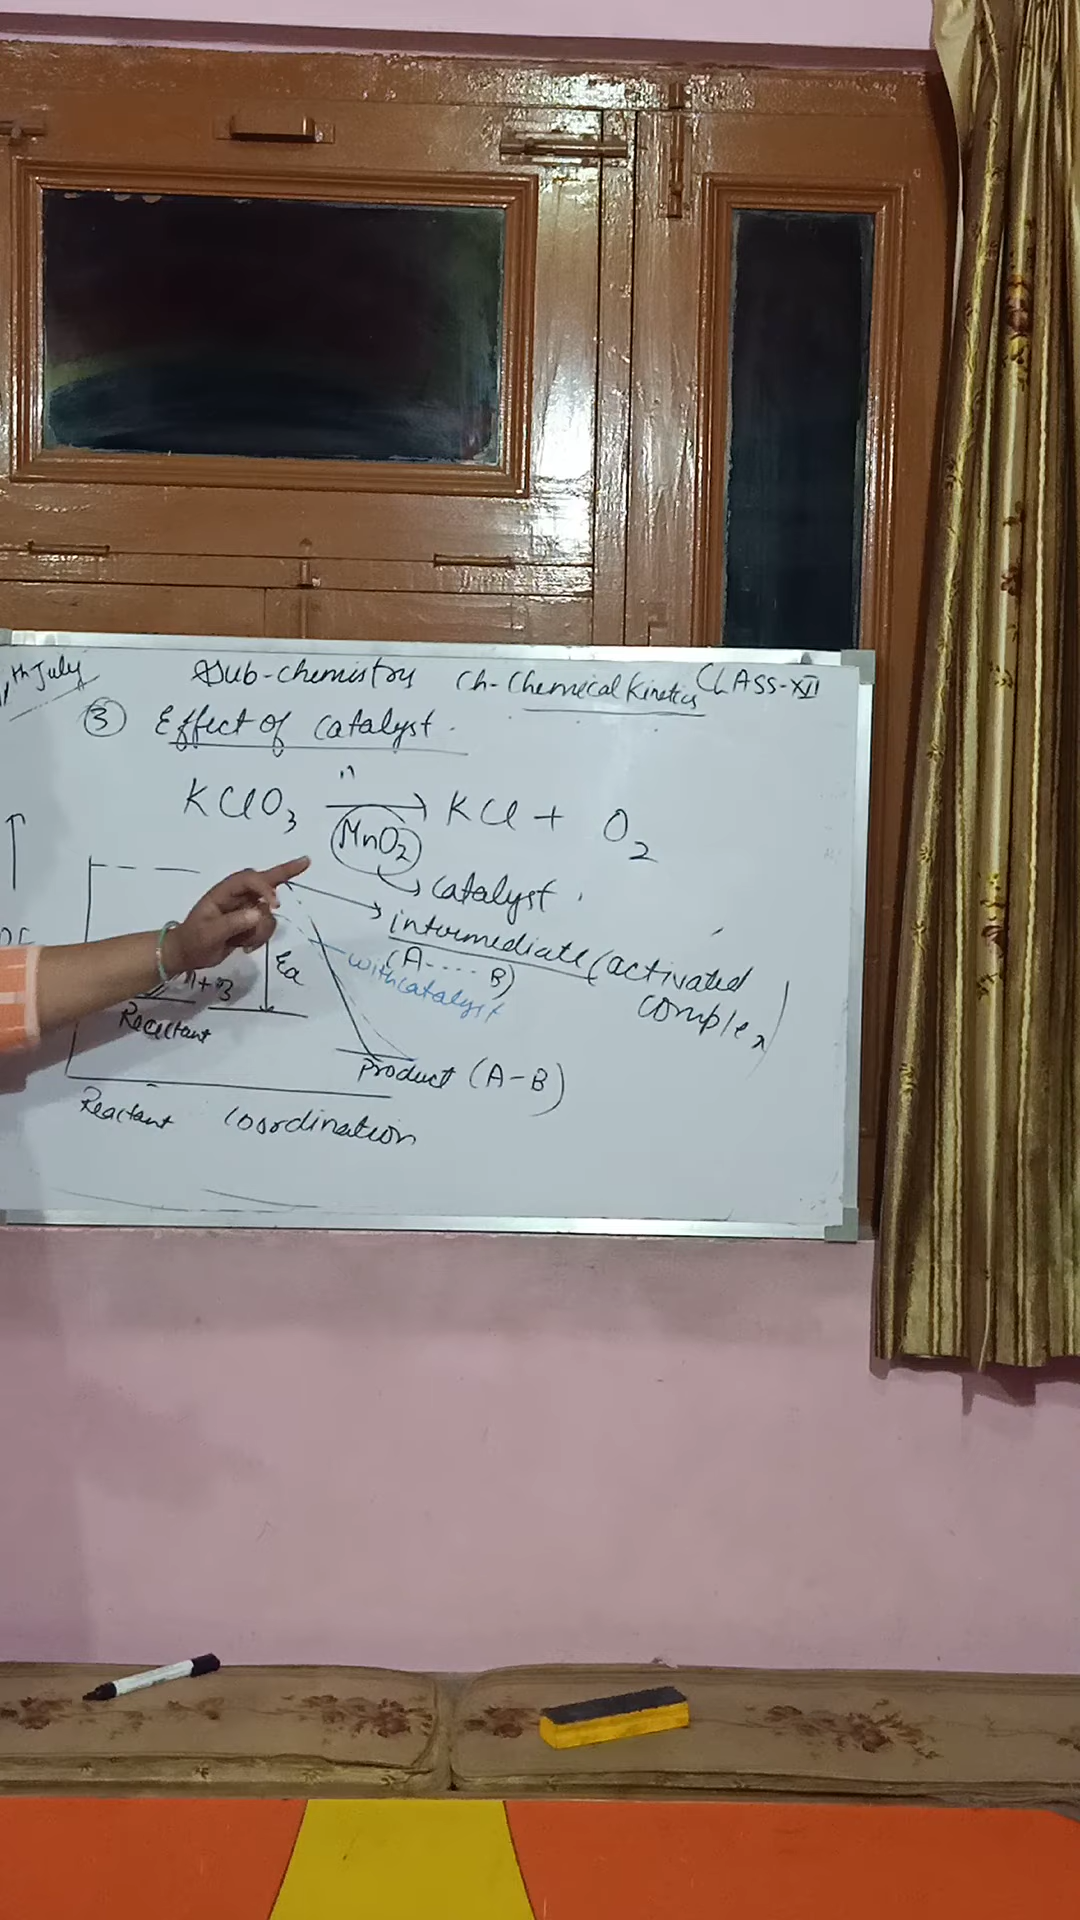 11th July Sub-chemistry Ch-Chemical Kinetics CLASS-XII
③ Effect of catalyst.
KClO3 → KCl + O2
MnO2
catalyst
intermediate (activated complex)
(A.....B)
with catalyst
Ea
Reactant
Product (A-B)
Reactant Coordination